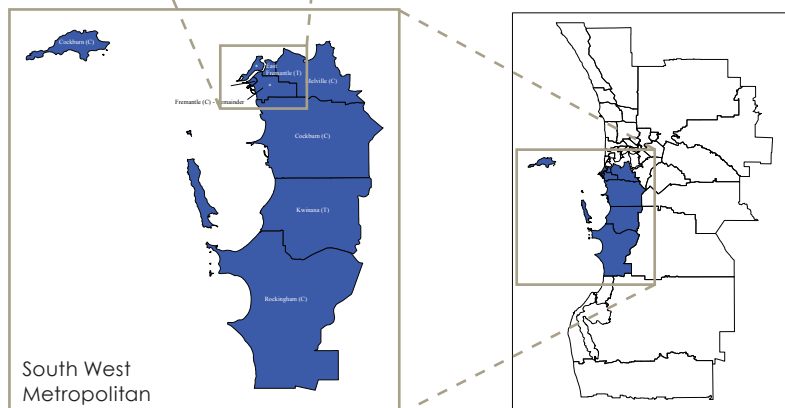 Cockburn (C)
East
Fremantle (T)
Melville (C)
Fremantle (C) - Remainder
Cockburn (C)
Kwinana (T)
Rockingham (C)
South West
Metropolitan